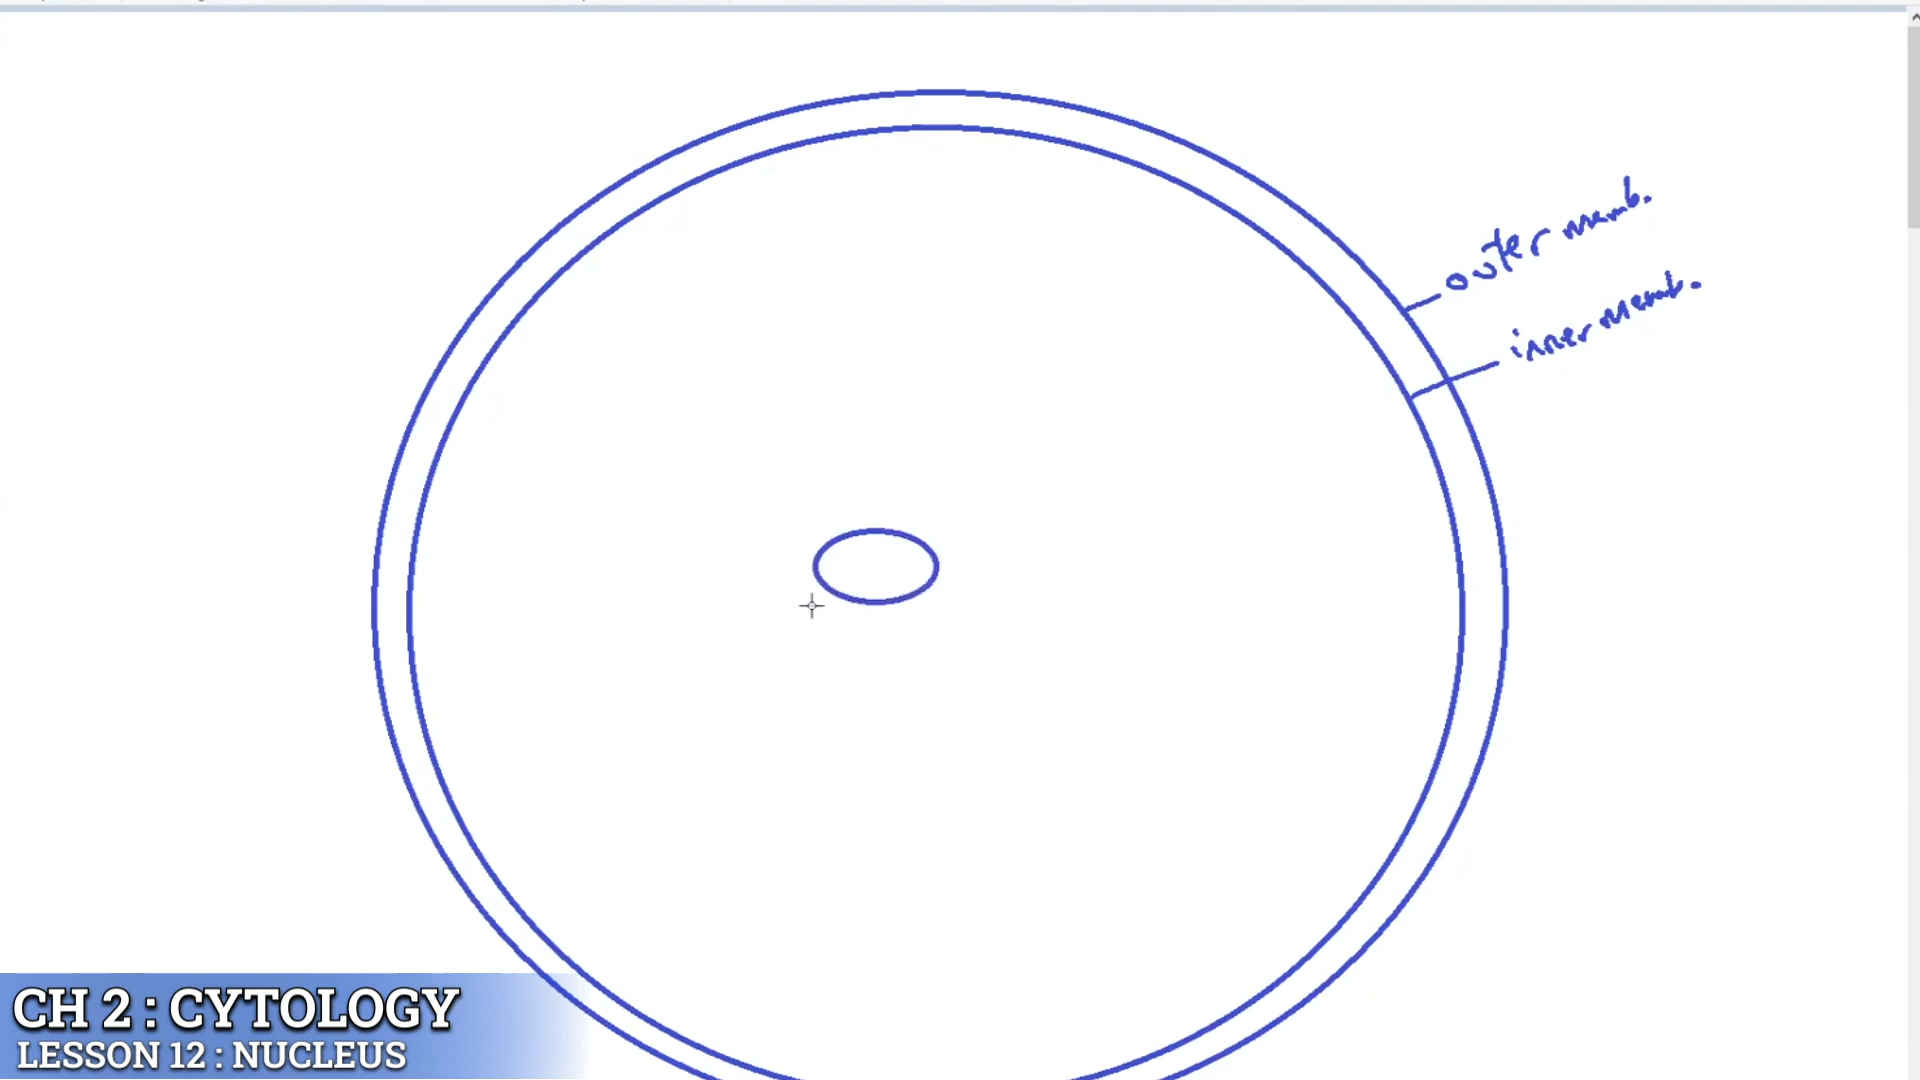 outer memb.
inner memb.
CH 2 : CYTOLOGY
LESSON 12 : NUCLEUS